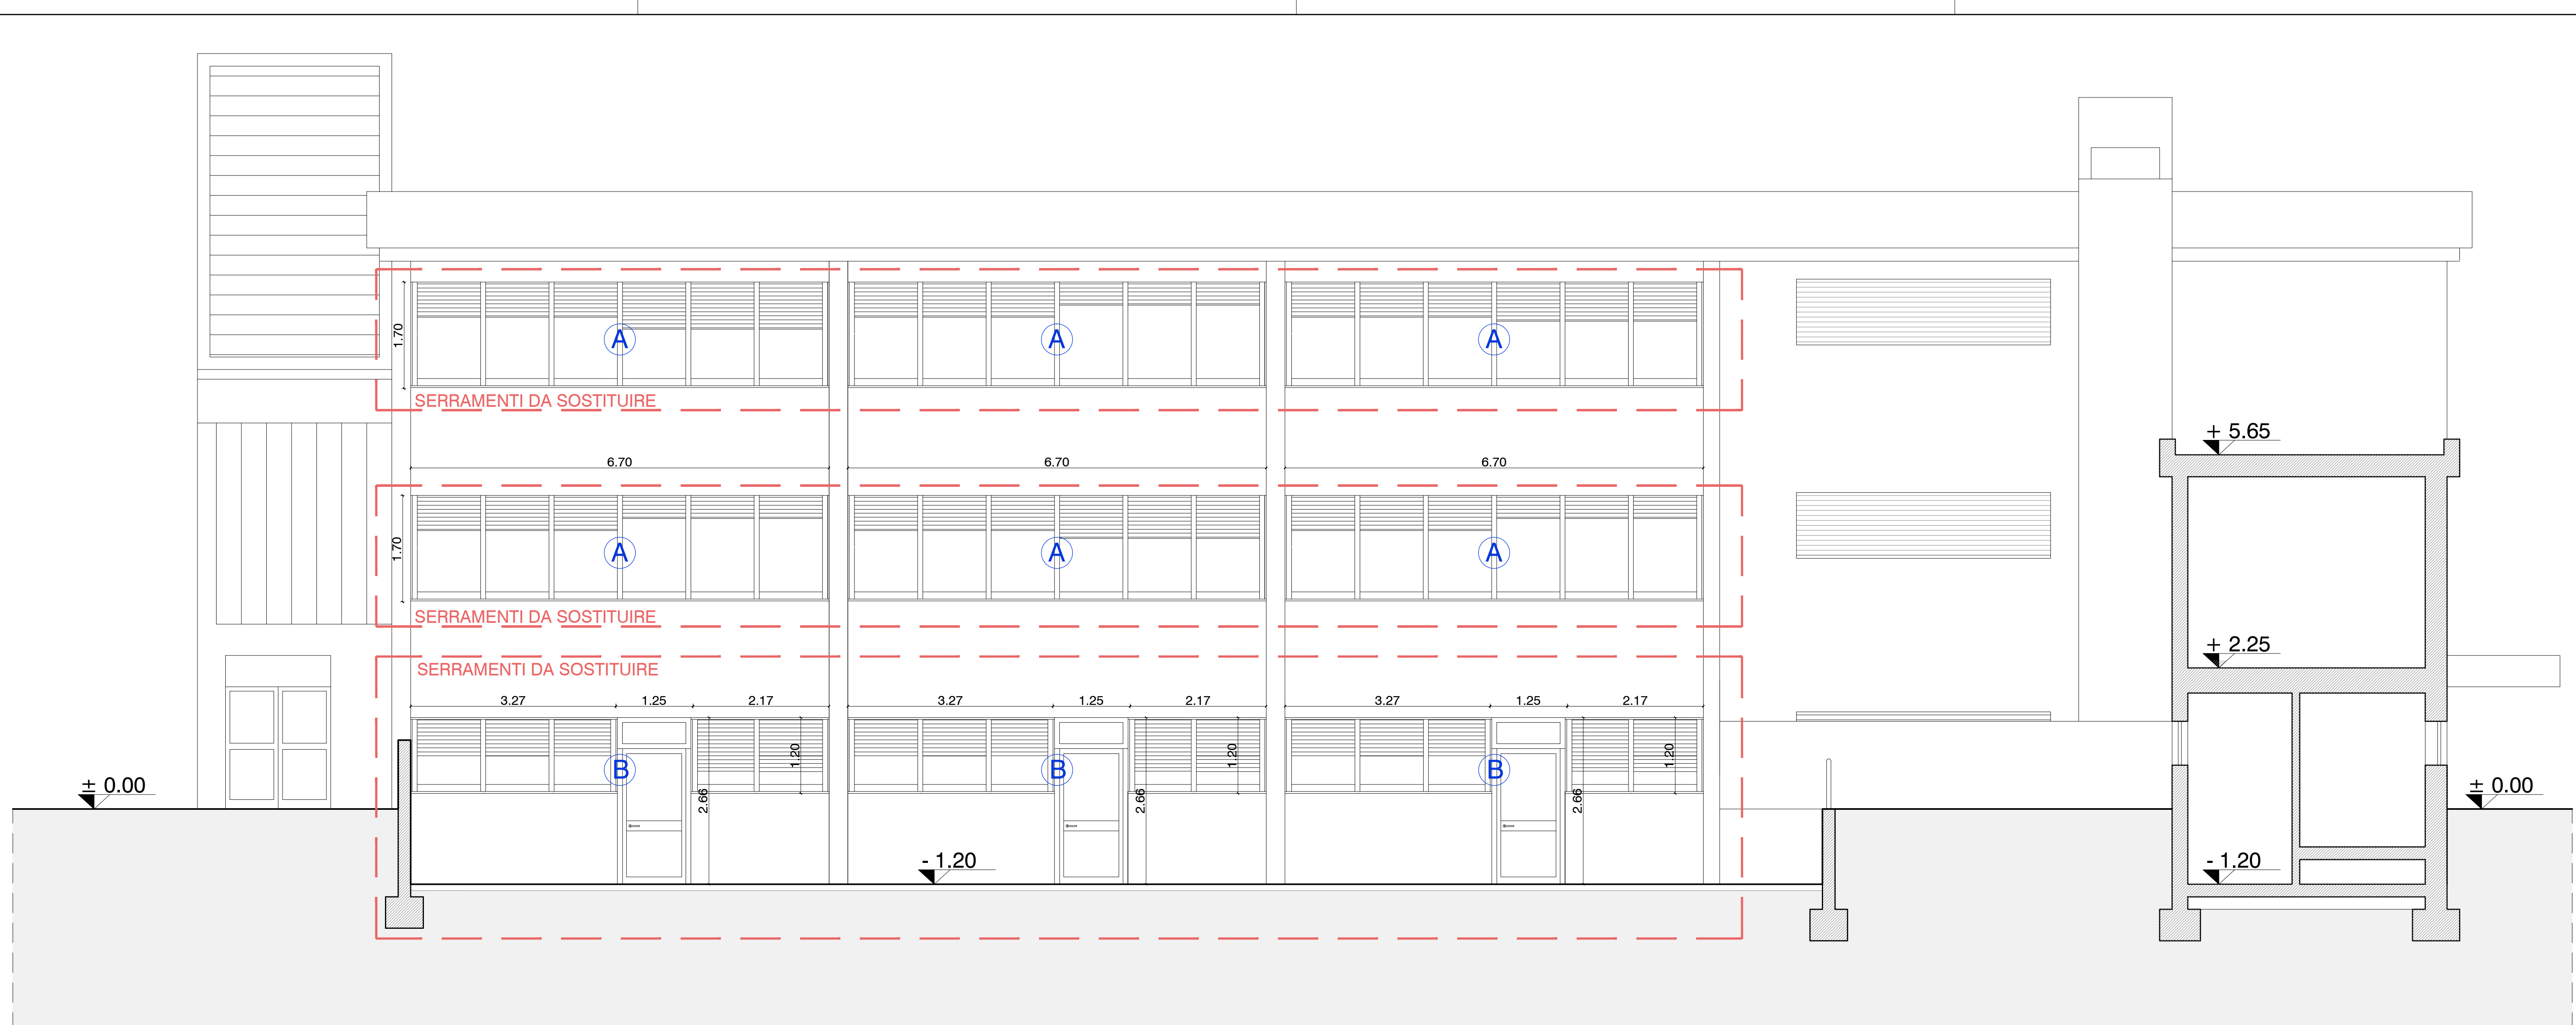 A A A
1.70
SERRAMENTI DA SOSTITUIRE
+ 5.65
6.70 6.70 6.70
A A A
1.70
SERRAMENTI DA SOSTITUIRE
+ 2.25
SERRAMENTI DA SOSTITUIRE
3.27 1.25 2.17 3.27 1.25 2.17 3.27 1.25 2.17
1.20 1.20 1.20
B B B
± 0.00 ± 0.00
2.66 2.66 2.66
- 1.20 - 1.20